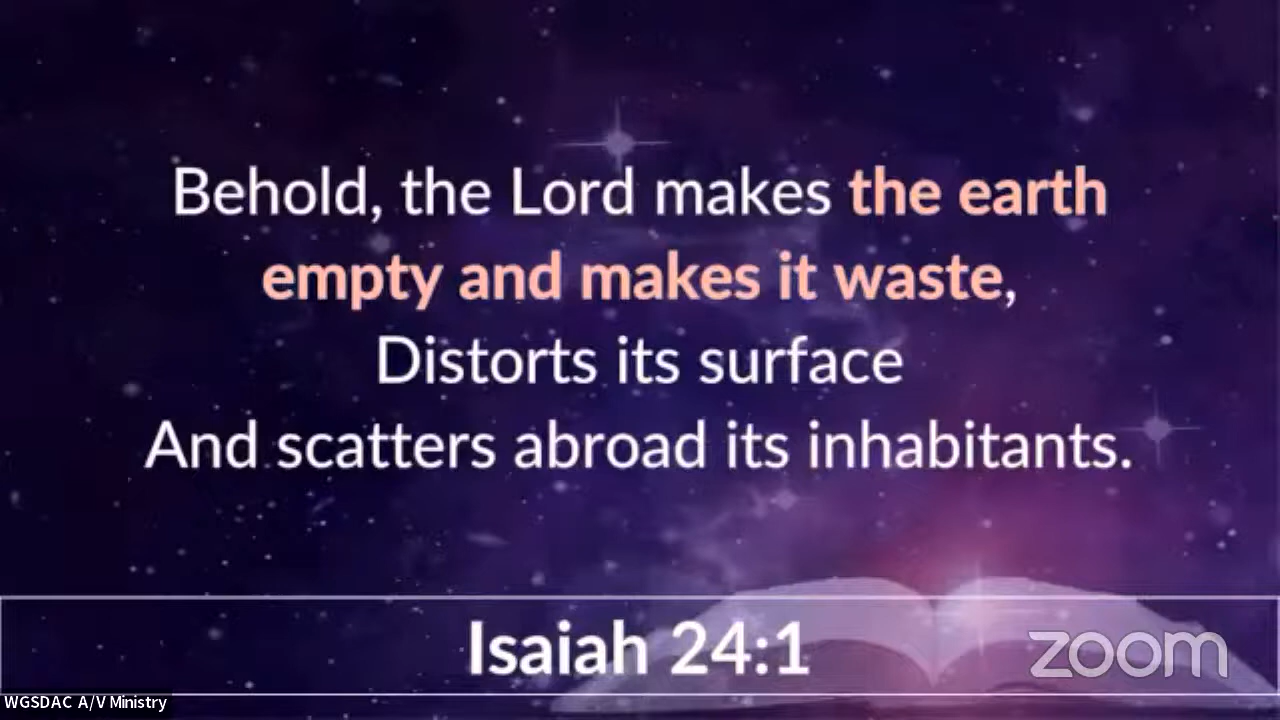 Behold, the Lord makes the earth
empty and makes it waste,
Distorts its surface
And scatters abroad its inhabitants.
Isaiah 24:1
zoom
WGSDAC A/V Ministry